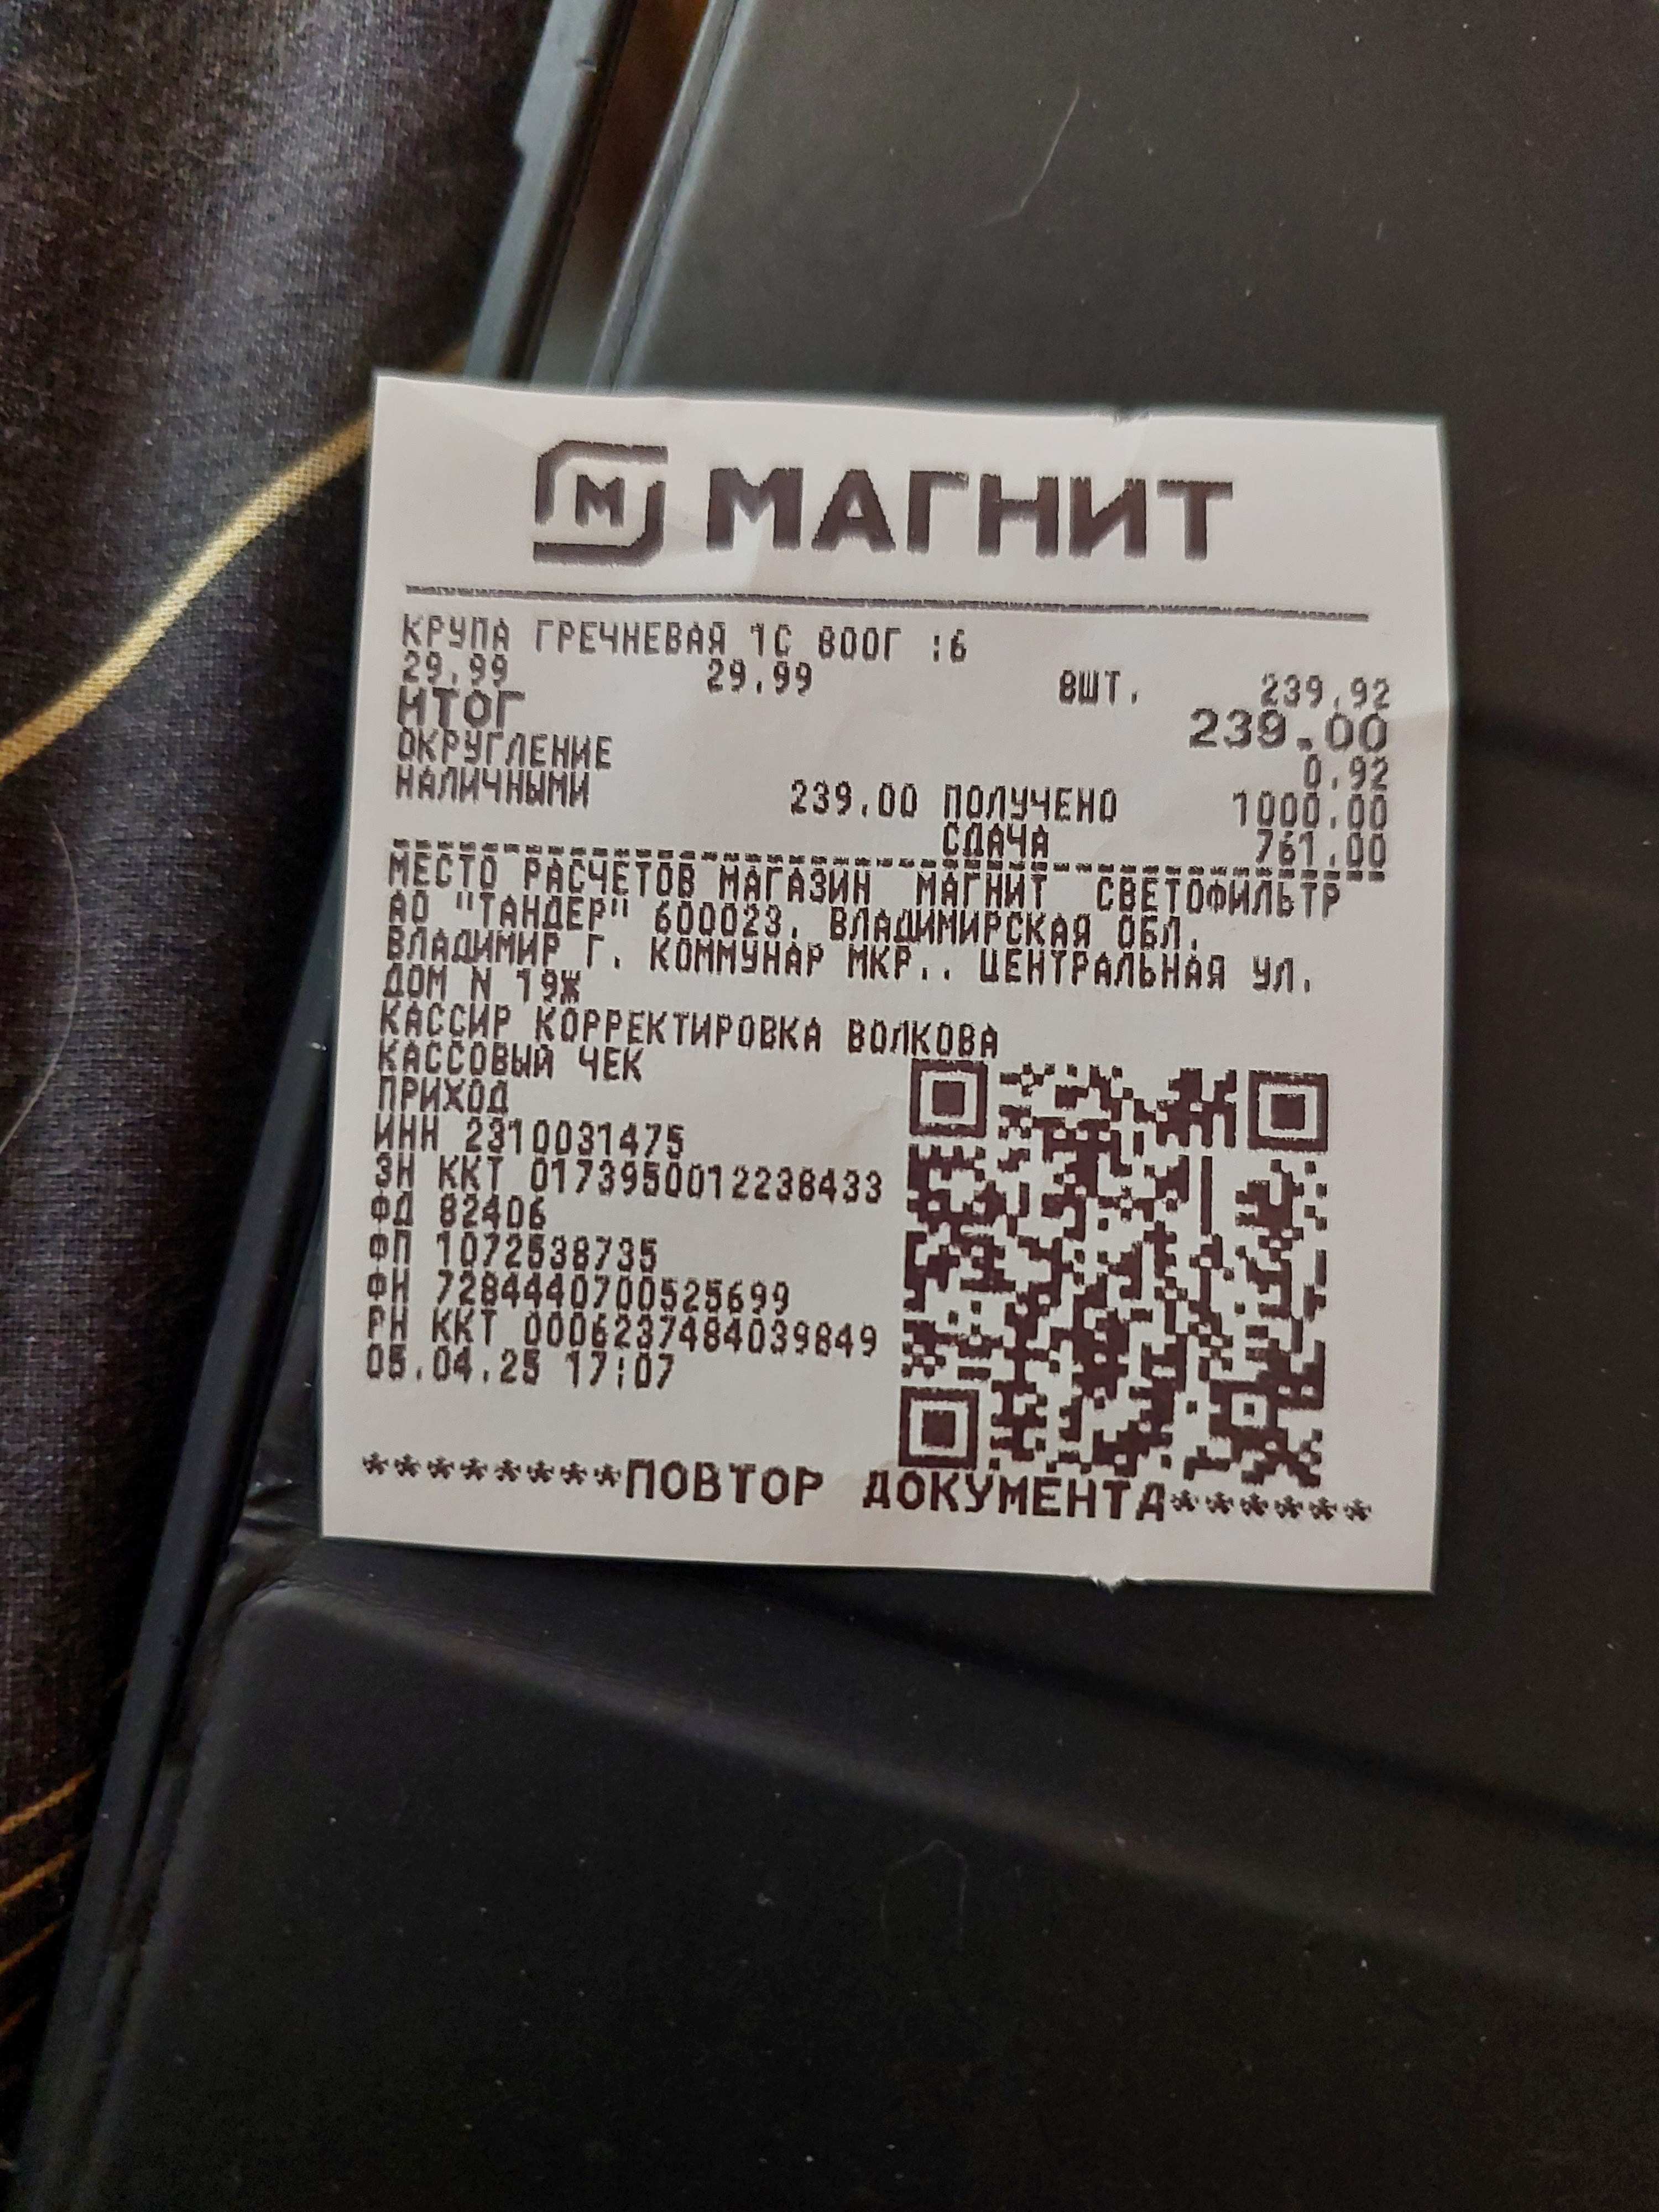 М МАГНИТ
КРУПА ГРЕЧНЕВАЯ 1С 800Г :6
29.99 29.99 8ШТ. 239.92
ИТОГ 239.00
ОКРУГЛЕНИЕ 0.92
НАЛИЧНЫМИ 239.00 ПОЛУЧЕНО 1000.00
СДАЧА 761.00
МЕСТО РАСЧЕТОВ МАГАЗИН МАГНИТ СВЕТОФИЛЬТР
АО "ТАНДЕР" 600023, ВЛАДИМИРСКАЯ ОБЛ,
ВЛАДИМИР Г, КОММУНАР МКР., ЦЕНТРАЛЬНАЯ УЛ,
ДОМ N 19Ж
КАССИР КОРРЕКТИРОВКА ВОЛКОВА
КАССОВЫЙ ЧЕК
ПРИХОД
ИНН 2310031475
ЗН ККТ 0173950012238433
ФД 82406
ФП 1072538735
ФН 7284440700525699
РН ККТ 0006237484039849
05.04.25 17:07
********ПОВТОР ДОКУМЕНТА******